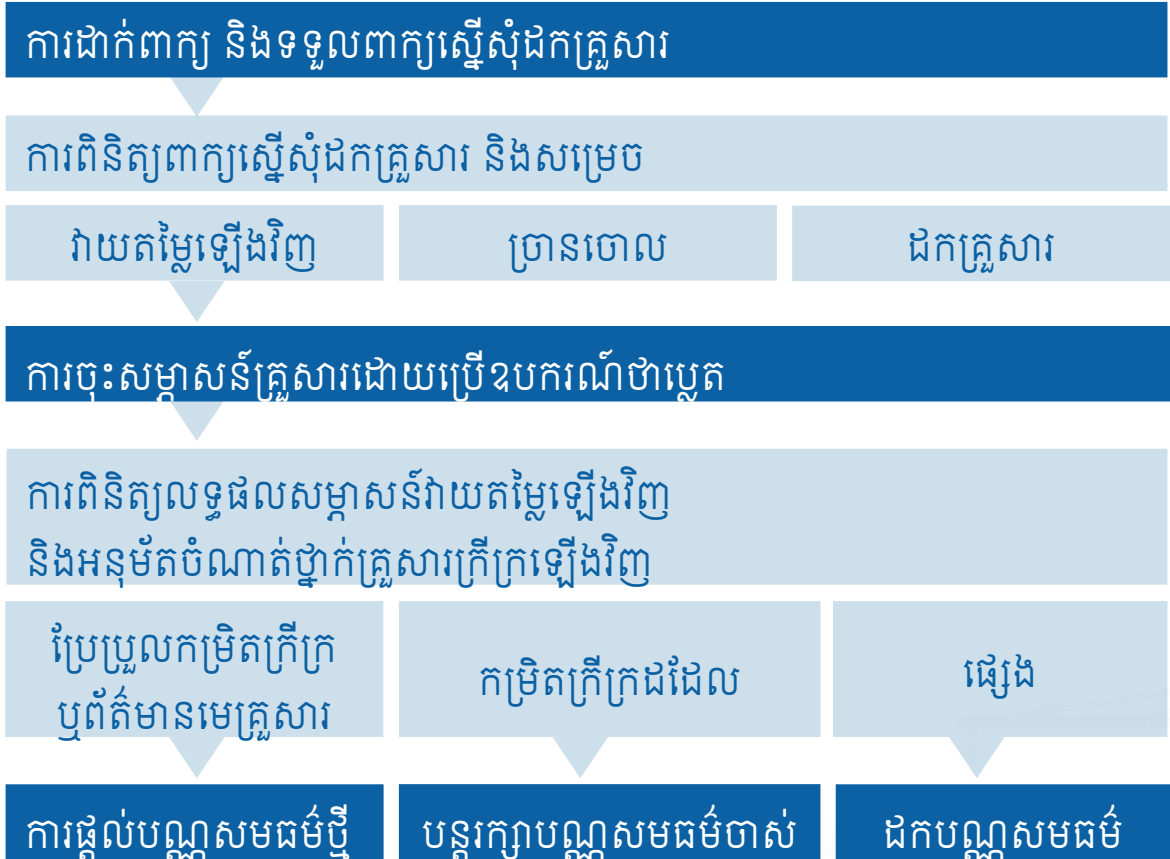 ការដាក់ពាក្យ និងទទួលពាក្យស្នើសុំដកគ្រួសារ
ការពិនិត្យពាក្យស្នើសុំដកគ្រួសារ និងសម្រេច
វាយតម្លៃឡើងវិញ
ច្រានចោល
ដកគ្រួសារ
ការចុះសម្ភាសន៍គ្រួសារដោយប្រើឧបករណ៍ថាប្លេត
ការពិនិត្យលទ្ធផលសម្ភាសន៍វាយតម្លៃឡើងវិញ
និងអនុម័តចំណាត់ថ្នាក់គ្រួសារក្រីក្រឡើងវិញ
ប្រែប្រួលកម្រិតក្រីក្រ
ឬព័ត៌មានមេគ្រួសារ
កម្រិតក្រីក្រដដែល
ផ្សេង
ការផ្តល់បណ្ណសមធម៌ថ្មី
បន្តរក្សាបណ្ណសមធម៌ចាស់
ដកបណ្ណសមធម៌